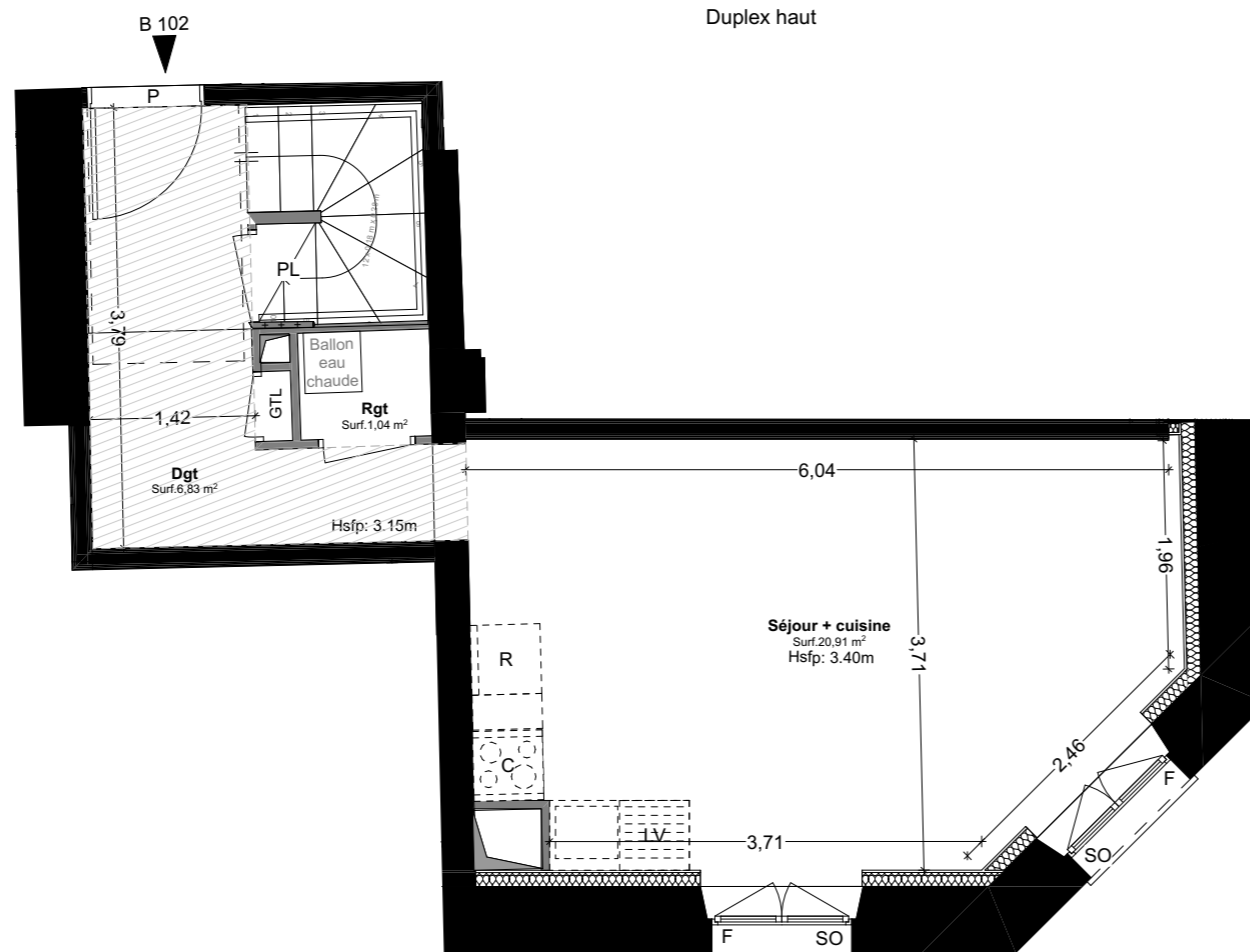 Duplex haut
B 102
P
PL
3,79
Ballon
eau
chaude
GTL
Rgt
Surf.1,04 m²
1,42
Dgt
Surf.6,83 m²
Hsfp: 3.15m
6,04
1,96
Séjour + cuisine
Surf.20,91 m²
Hsfp: 3.40m
3,71
R
C
2,46
F
SO
LV
3,71
F
SO